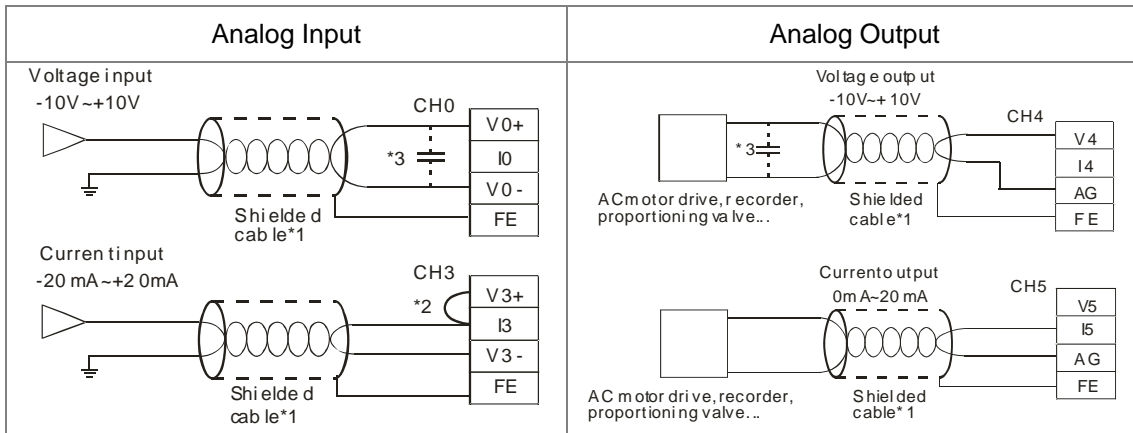 Analog Input
Voltage input
-10V~+10V
CH0
V0+
I0
V0-
FE
*3
Shielded
cable*1
Current input
-20 mA~+20mA
CH3
V3+
I3
V3-
FE
*2
Shielded
cable*1
Analog Output
Voltage output
-10V~+10V
CH4
V4
I4
AG
FE
*3
AC motor drive, recorder,
proportioning valve...
Shielded
cable*1
Current output
0mA~20 mA
CH5
V5
I5
AG
FE
AC motor drive, recorder,
proportioning valve...
Shielded
cable*1